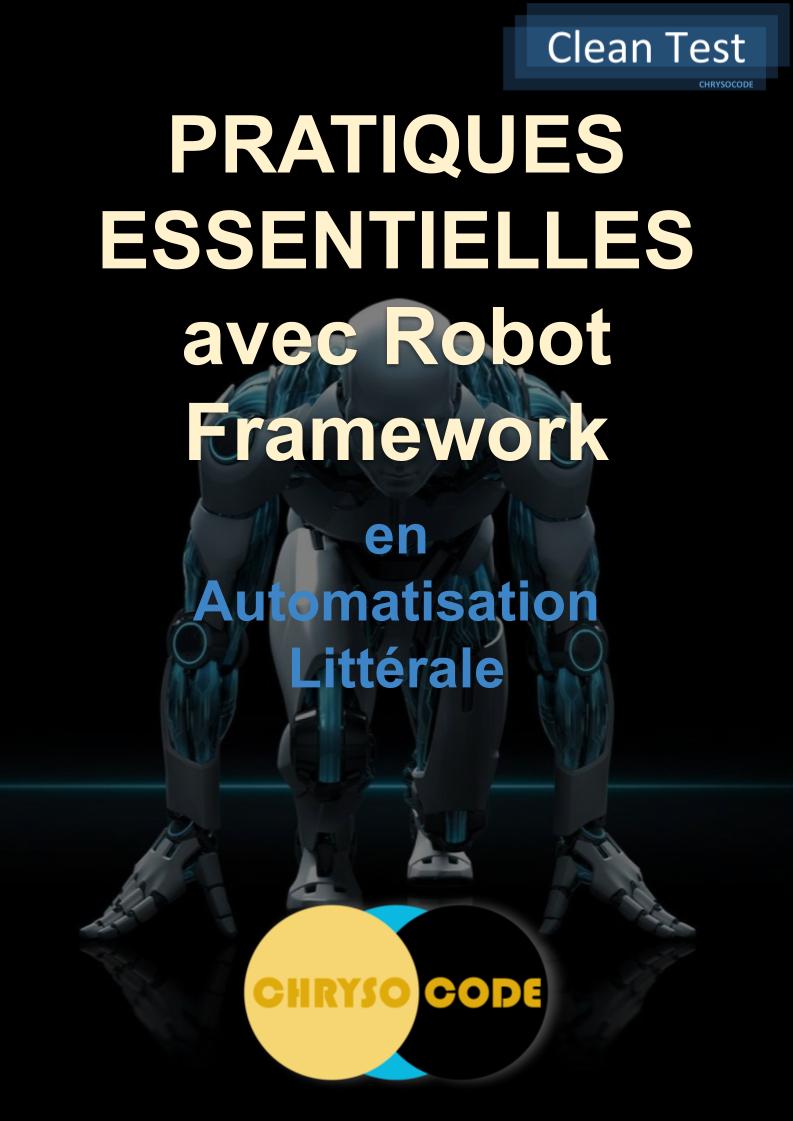 Clean Test
CHRYSOCODE
PRATIQUES
ESSENTIELLES
avec Robot
Framework
en
Automatisation
Littérale
CHRYSO CODE